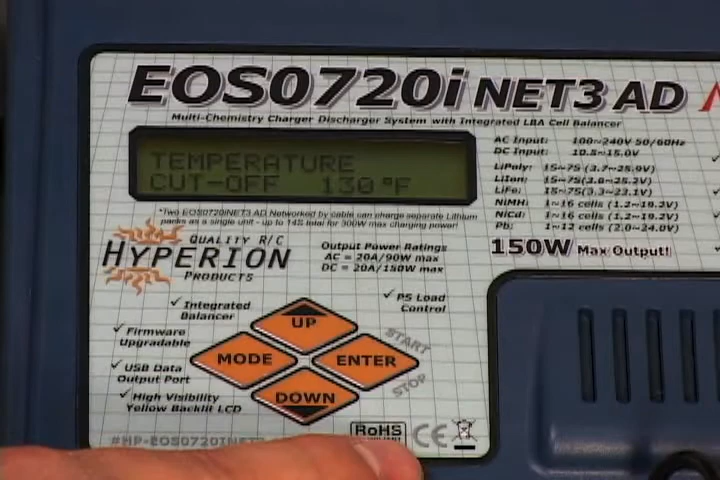 EOS0720i NET3 AD
Multi-Chemistry Charger Discharger System with Integrated LBA Cell Balancer
TEMPERATURE
CUT-OFF 130°F
AC Input: 100~240V 50/60Hz
DC Input: 10.5~15.0V
LiPoly: 1S~7S (3.7~25.9V)
LiIon: 1S~7S (3.6~25.2V)
LiFe: 1S~7S(3.3~23.1V)
NiMH: 1~16 cells (1.2~19.2V)
NiCd: 1~16 cells (1.2~19.2V)
Pb: 1~12 cells (2.0~24.0V)
150W Max Output!
*Two EOS0720iNET3 AD Networked by cable can charge separate Lithium
packs as a single unit - up to 14S total for 300W max charging power!
QUALITY R/C
HYPERION
PRODUCTS
Output Power Ratings
AC = 20A/90W max
DC = 20A/150W max
✓ Integrated
Balancer
✓ PS Load
Control
✓ Firmware
Upgradable
✓ USB Data
Output Port
✓ High Visibility
Yellow Backlit LCD
UP
MODE
ENTER
DOWN
START
STOP
#HP-EOS0720INET3
RoHS
CE